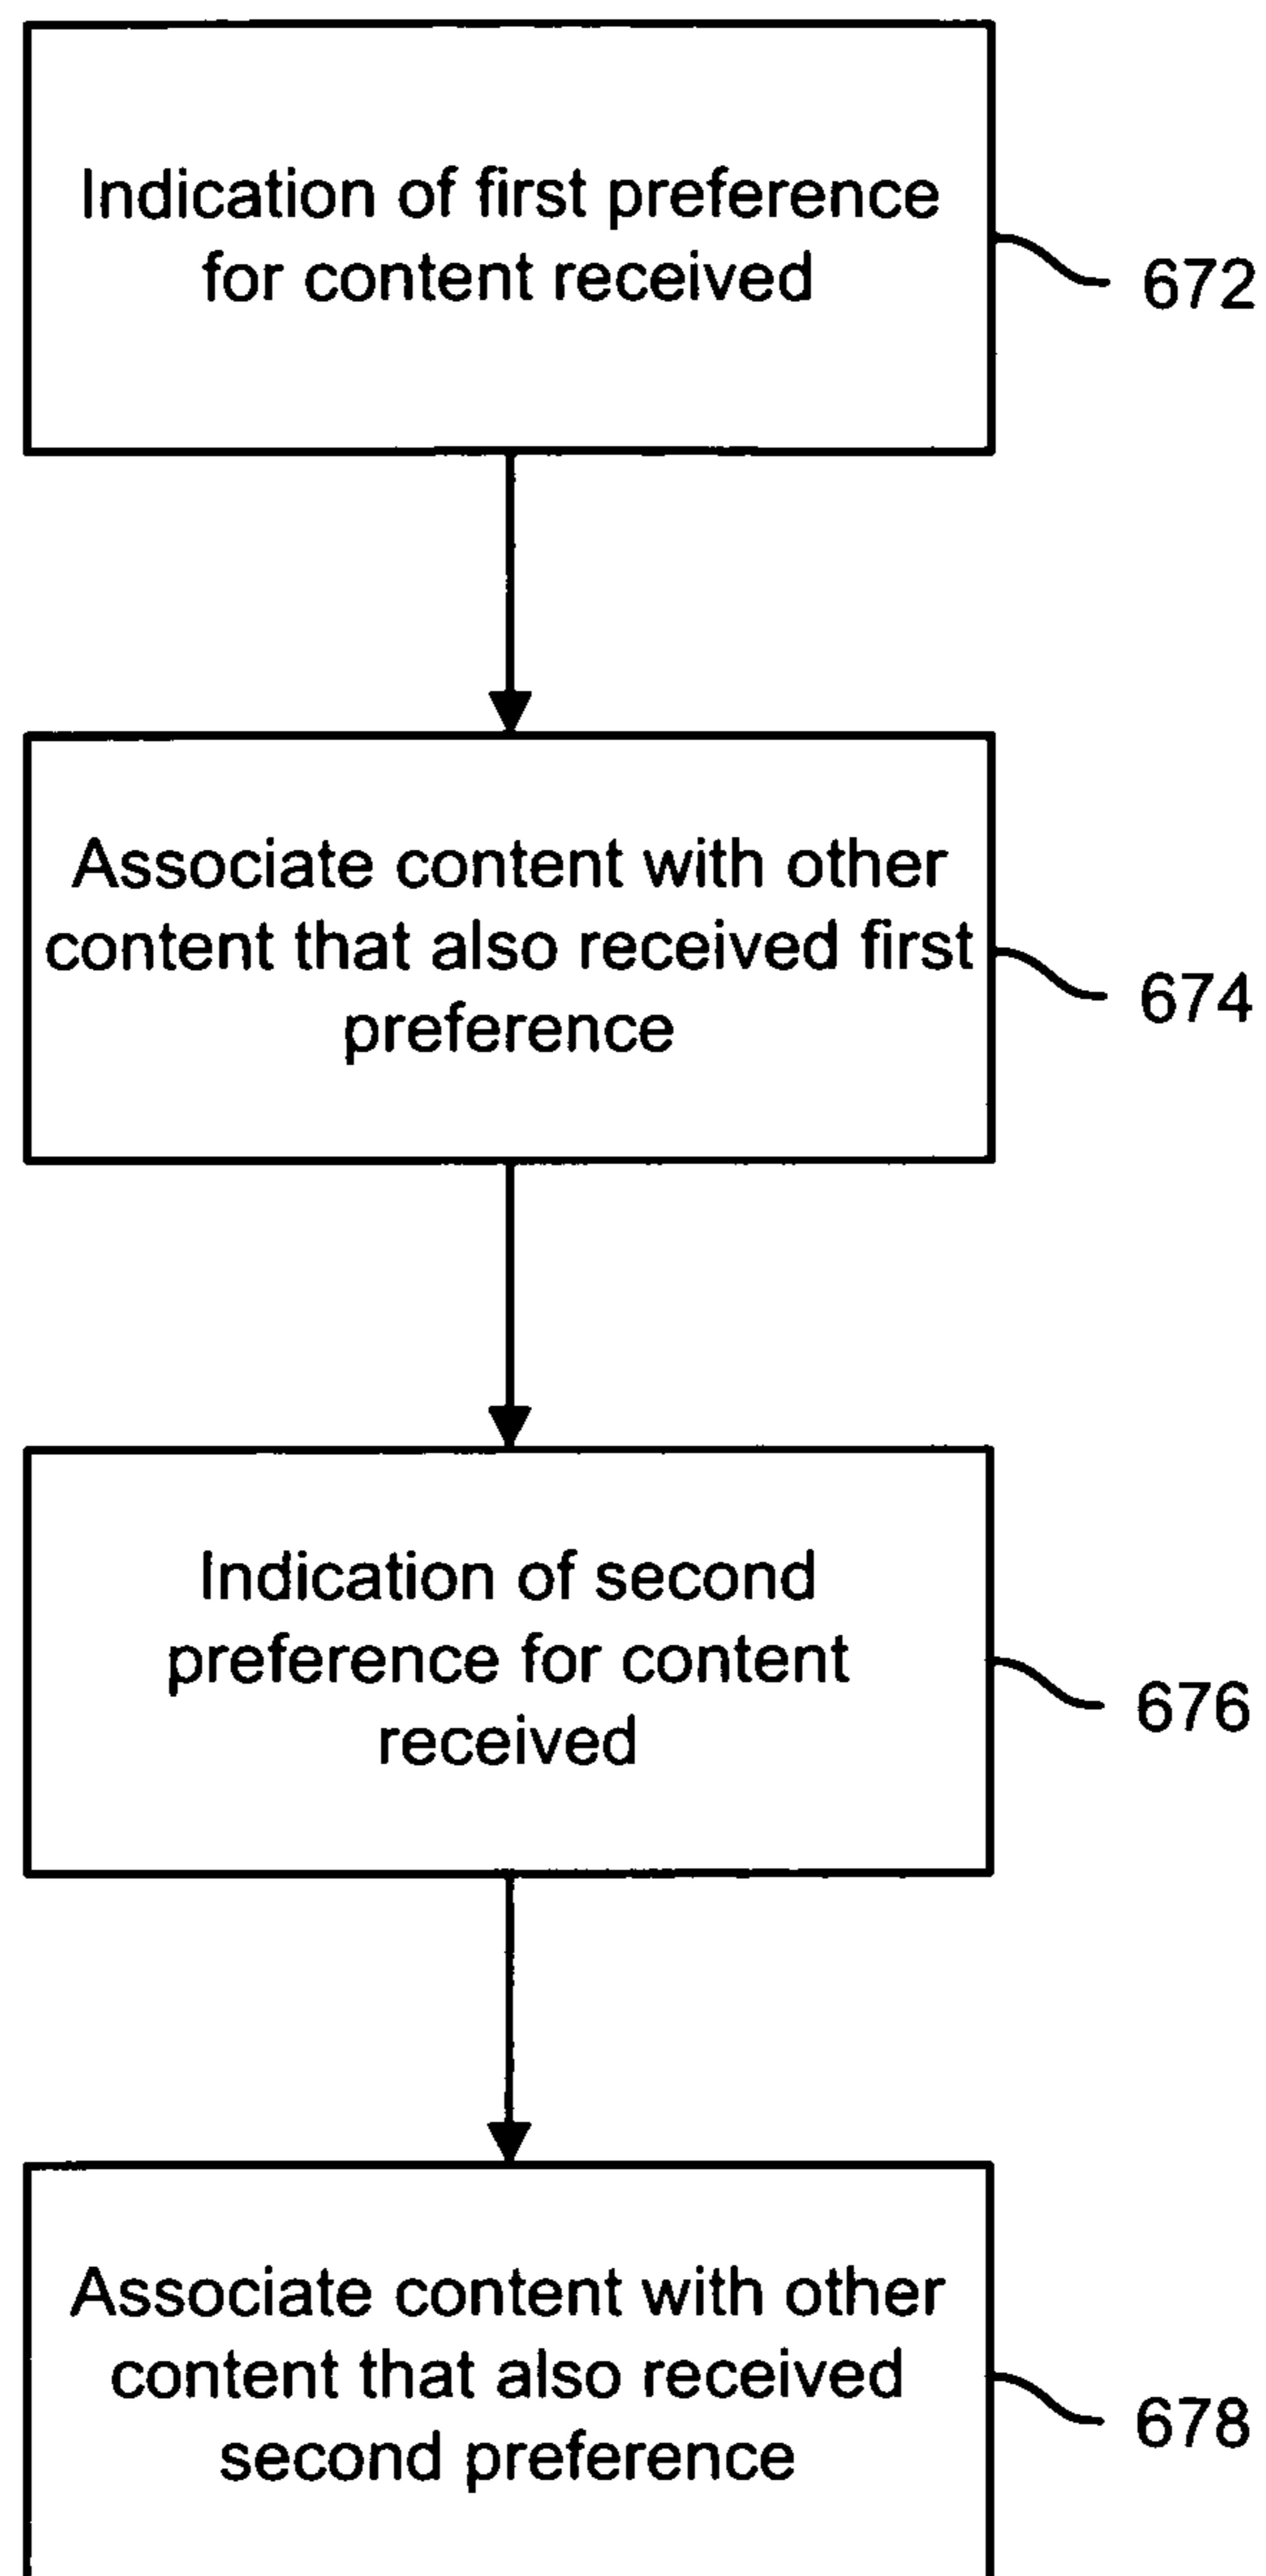 Indication of first preference
for content received
672
Associate content with other
content that also received first
preference
674
Indication of second
preference for content
received
676
Associate content with other
content that also received
second preference
678